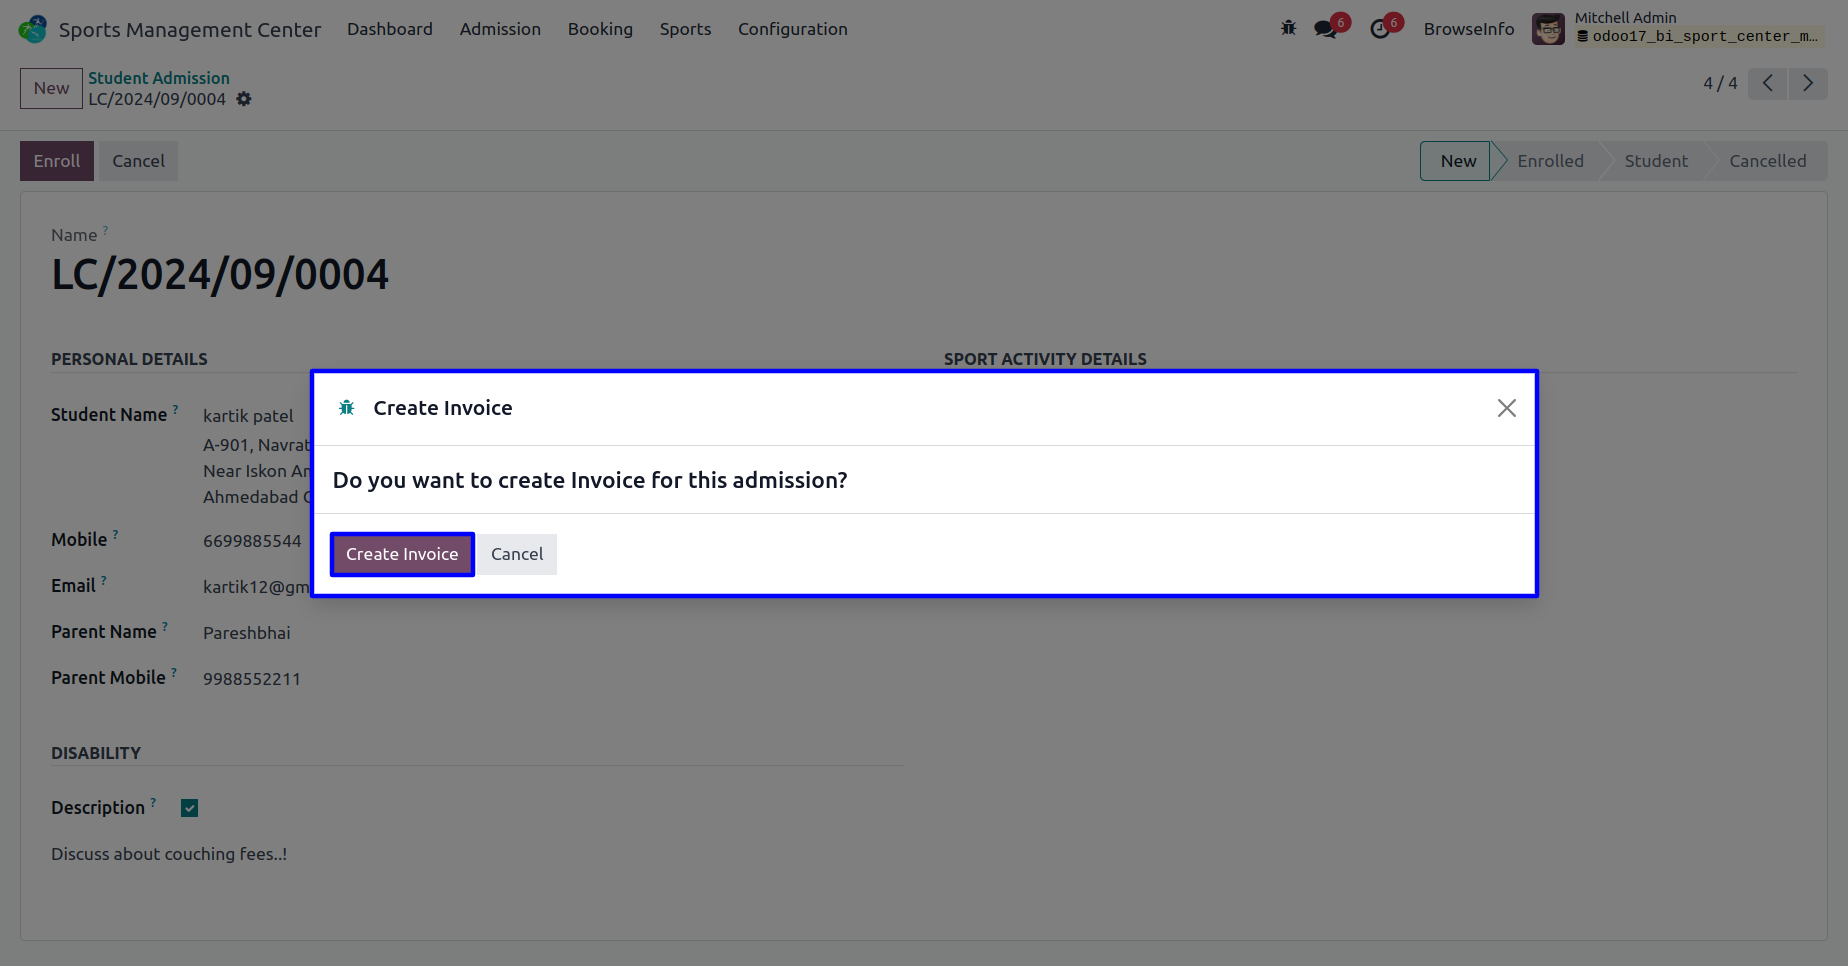 Sports Management Center Dashboard Admission Booking Sports Configuration 6 6 BrowseInfo Mitchell Admin
odoo17_bi_sport_center_m...
New Student Admission
LC/2024/09/0004
4 / 4
Enroll Cancel New Enrolled Student Cancelled
Name ?
LC/2024/09/0004
PERSONAL DETAILS SPORT ACTIVITY DETAILS
Create Invoice
Student Name ? kartik patel
A-901, Navrat
Near Iskon
Ahmedabad
Do you want to create Invoice for this admission?
Mobile ? 6699885544
Create Invoice Cancel
Email ? kartik12@gm
Parent Name ? Pareshbhai
Parent Mobile ? 9988552211
DISABILITY
Description ?
Discuss about couching fees..!